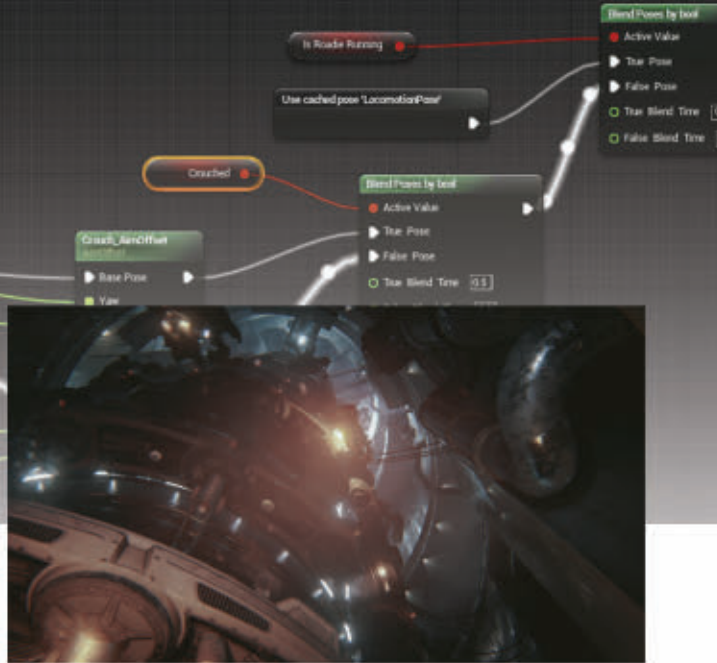 Blend Poses by bool
Is Roadie Running
Active Value
True Pose
False Pose
True Blend Time
False Blend Time
Use cached pose 'LocomotionPose'
Crouched
Blend Poses by bool
Active Value
True Pose
False Pose
True Blend Time 0.5
Crouch_AimOffset
AimOffset
Base Pose
Yaw